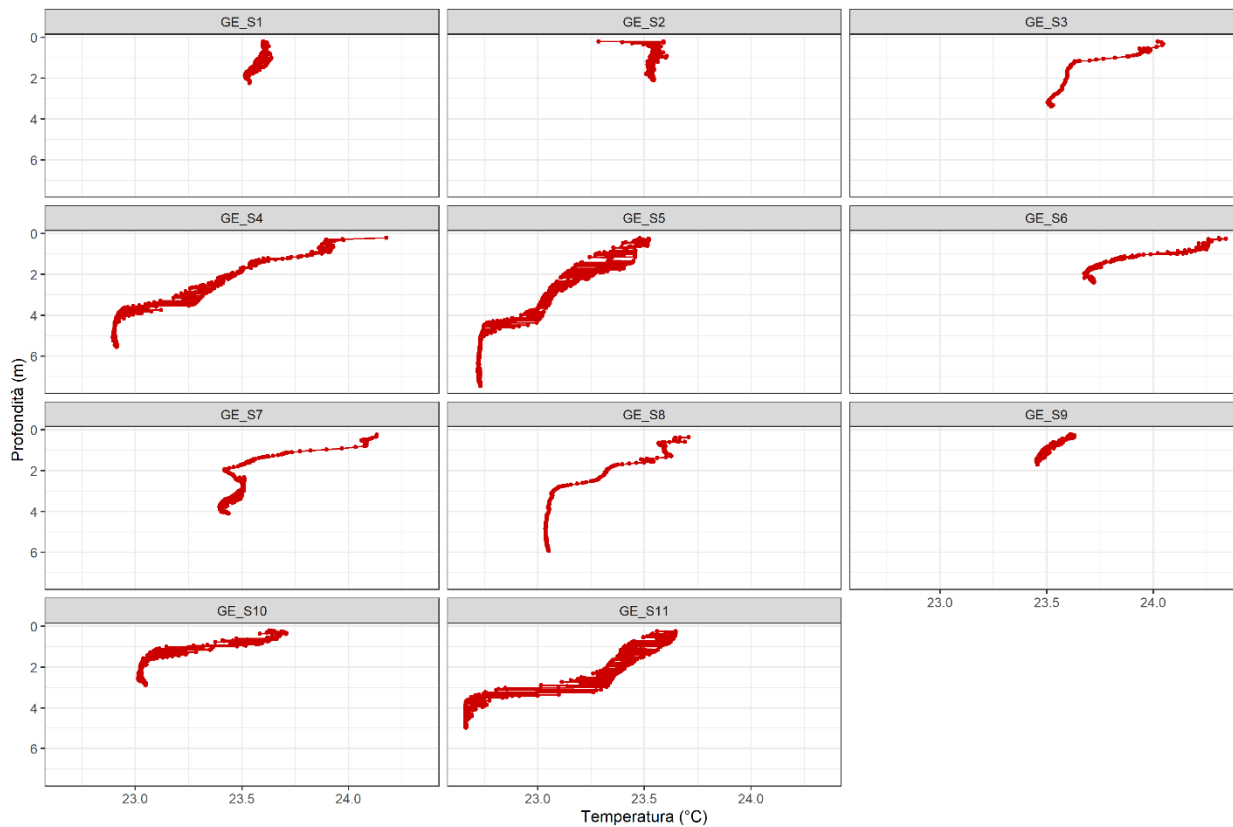 GE_S1 GE_S2 GE_S3
0
2
4
6
GE_S4 GE_S5 GE_S6
0
2
4
6
GE_S7 GE_S8 GE_S9
0
2
4
6
23.0 23.5 24.0
GE_S10 GE_S11
0
2
4
6
23.0 23.5 24.0 23.0 23.5 24.0
Profondità (m)
Temperatura (°C)